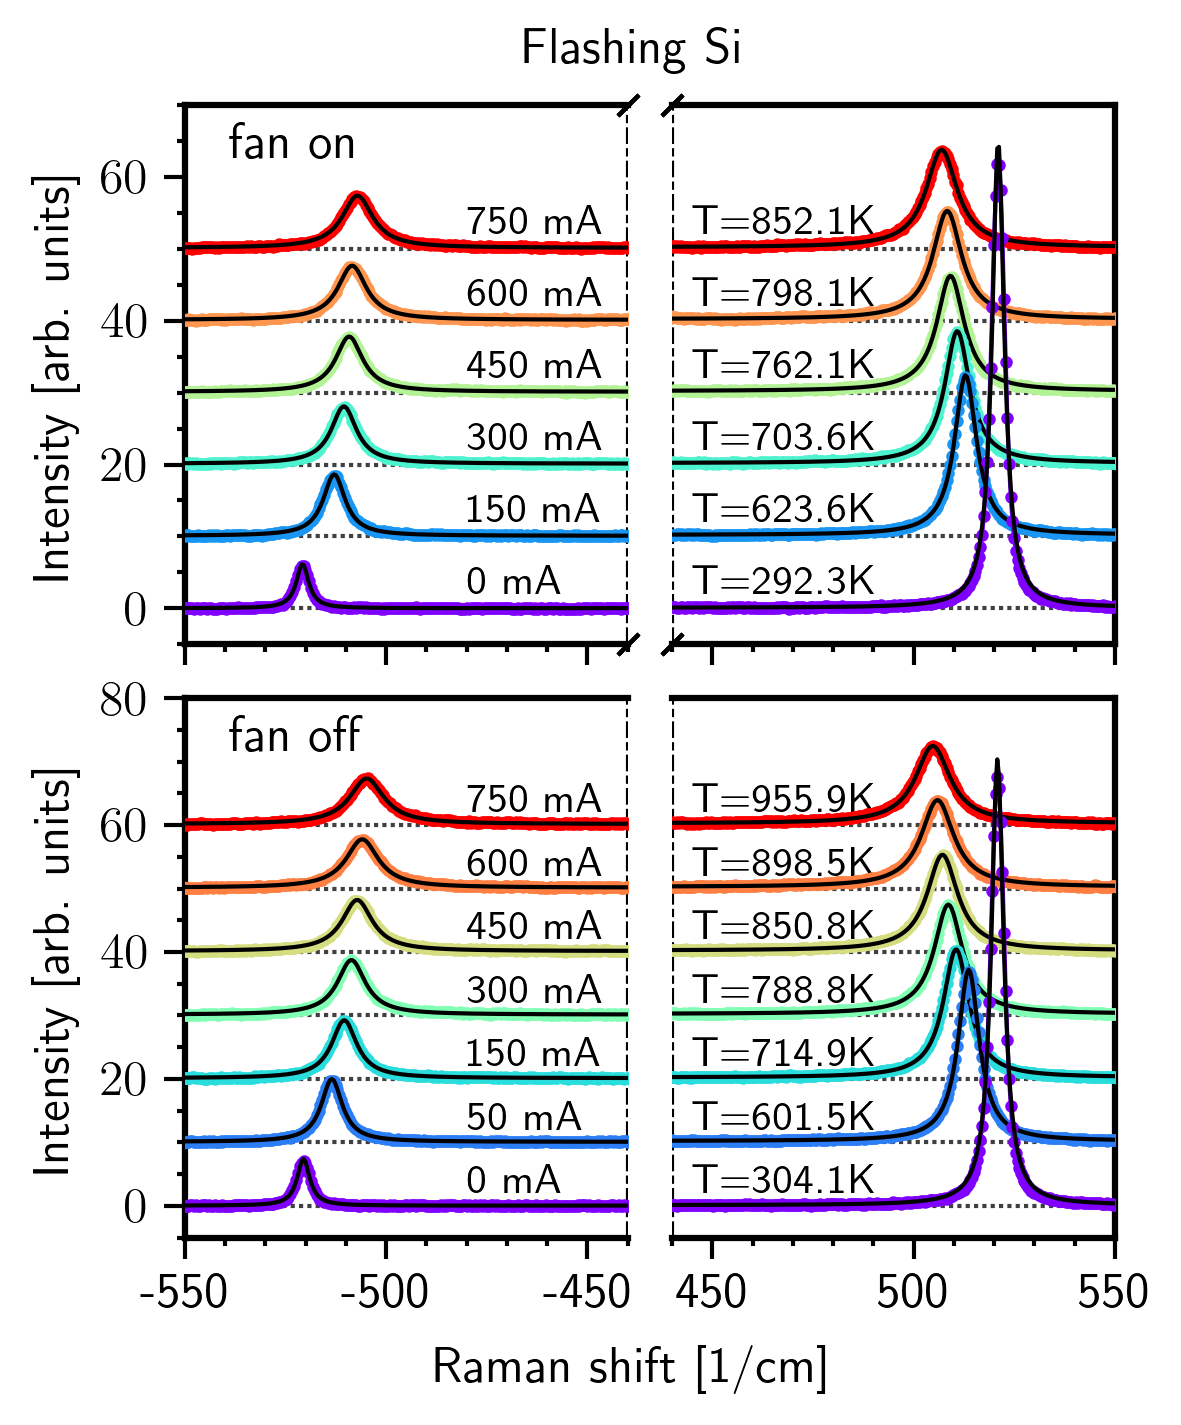 Flashing Si
fan on
60
40
20
0
Intensity [arb. units]
750 mA T=852.1K
600 mA T=798.1K
450 mA T=762.1K
300 mA T=703.6K
150 mA T=623.6K
0 mA T=292.3K
fan off
80
60
40
20
0
Intensity [arb. units]
750 mA T=955.9K
600 mA T=898.5K
450 mA T=850.8K
300 mA T=788.8K
150 mA T=714.9K
50 mA T=601.5K
0 mA T=304.1K
-550 -500 -450 450 500 550
Raman shift [1/cm]